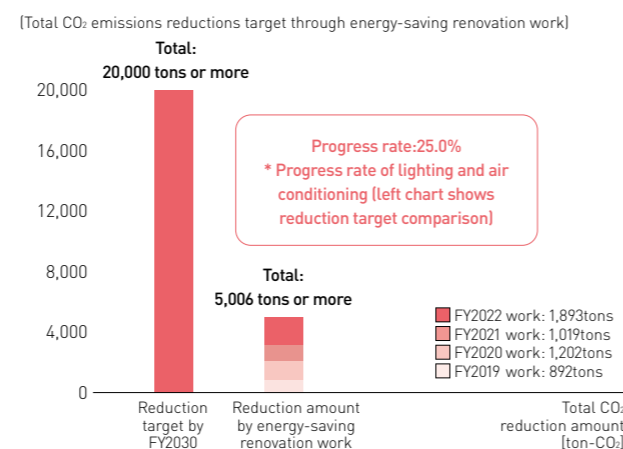 (Total CO₂ emissions reductions target through energy-saving renovation work)
Total:
20,000 tons or more
20,000
16,000
12,000
8,000
4,000
0
Progress rate:25.0%
* Progress rate of lighting and air
conditioning (left chart shows
reduction target comparison)
Total:
5,006 tons or more
FY2022 work: 1,893tons
FY2021 work: 1,019tons
FY2020 work: 1,202tons
FY2019 work: 892tons
Reduction
target by
FY2030
Reduction amount
by energy-saving
renovation work
Total CO₂
reduction amount
[ton-CO₂]